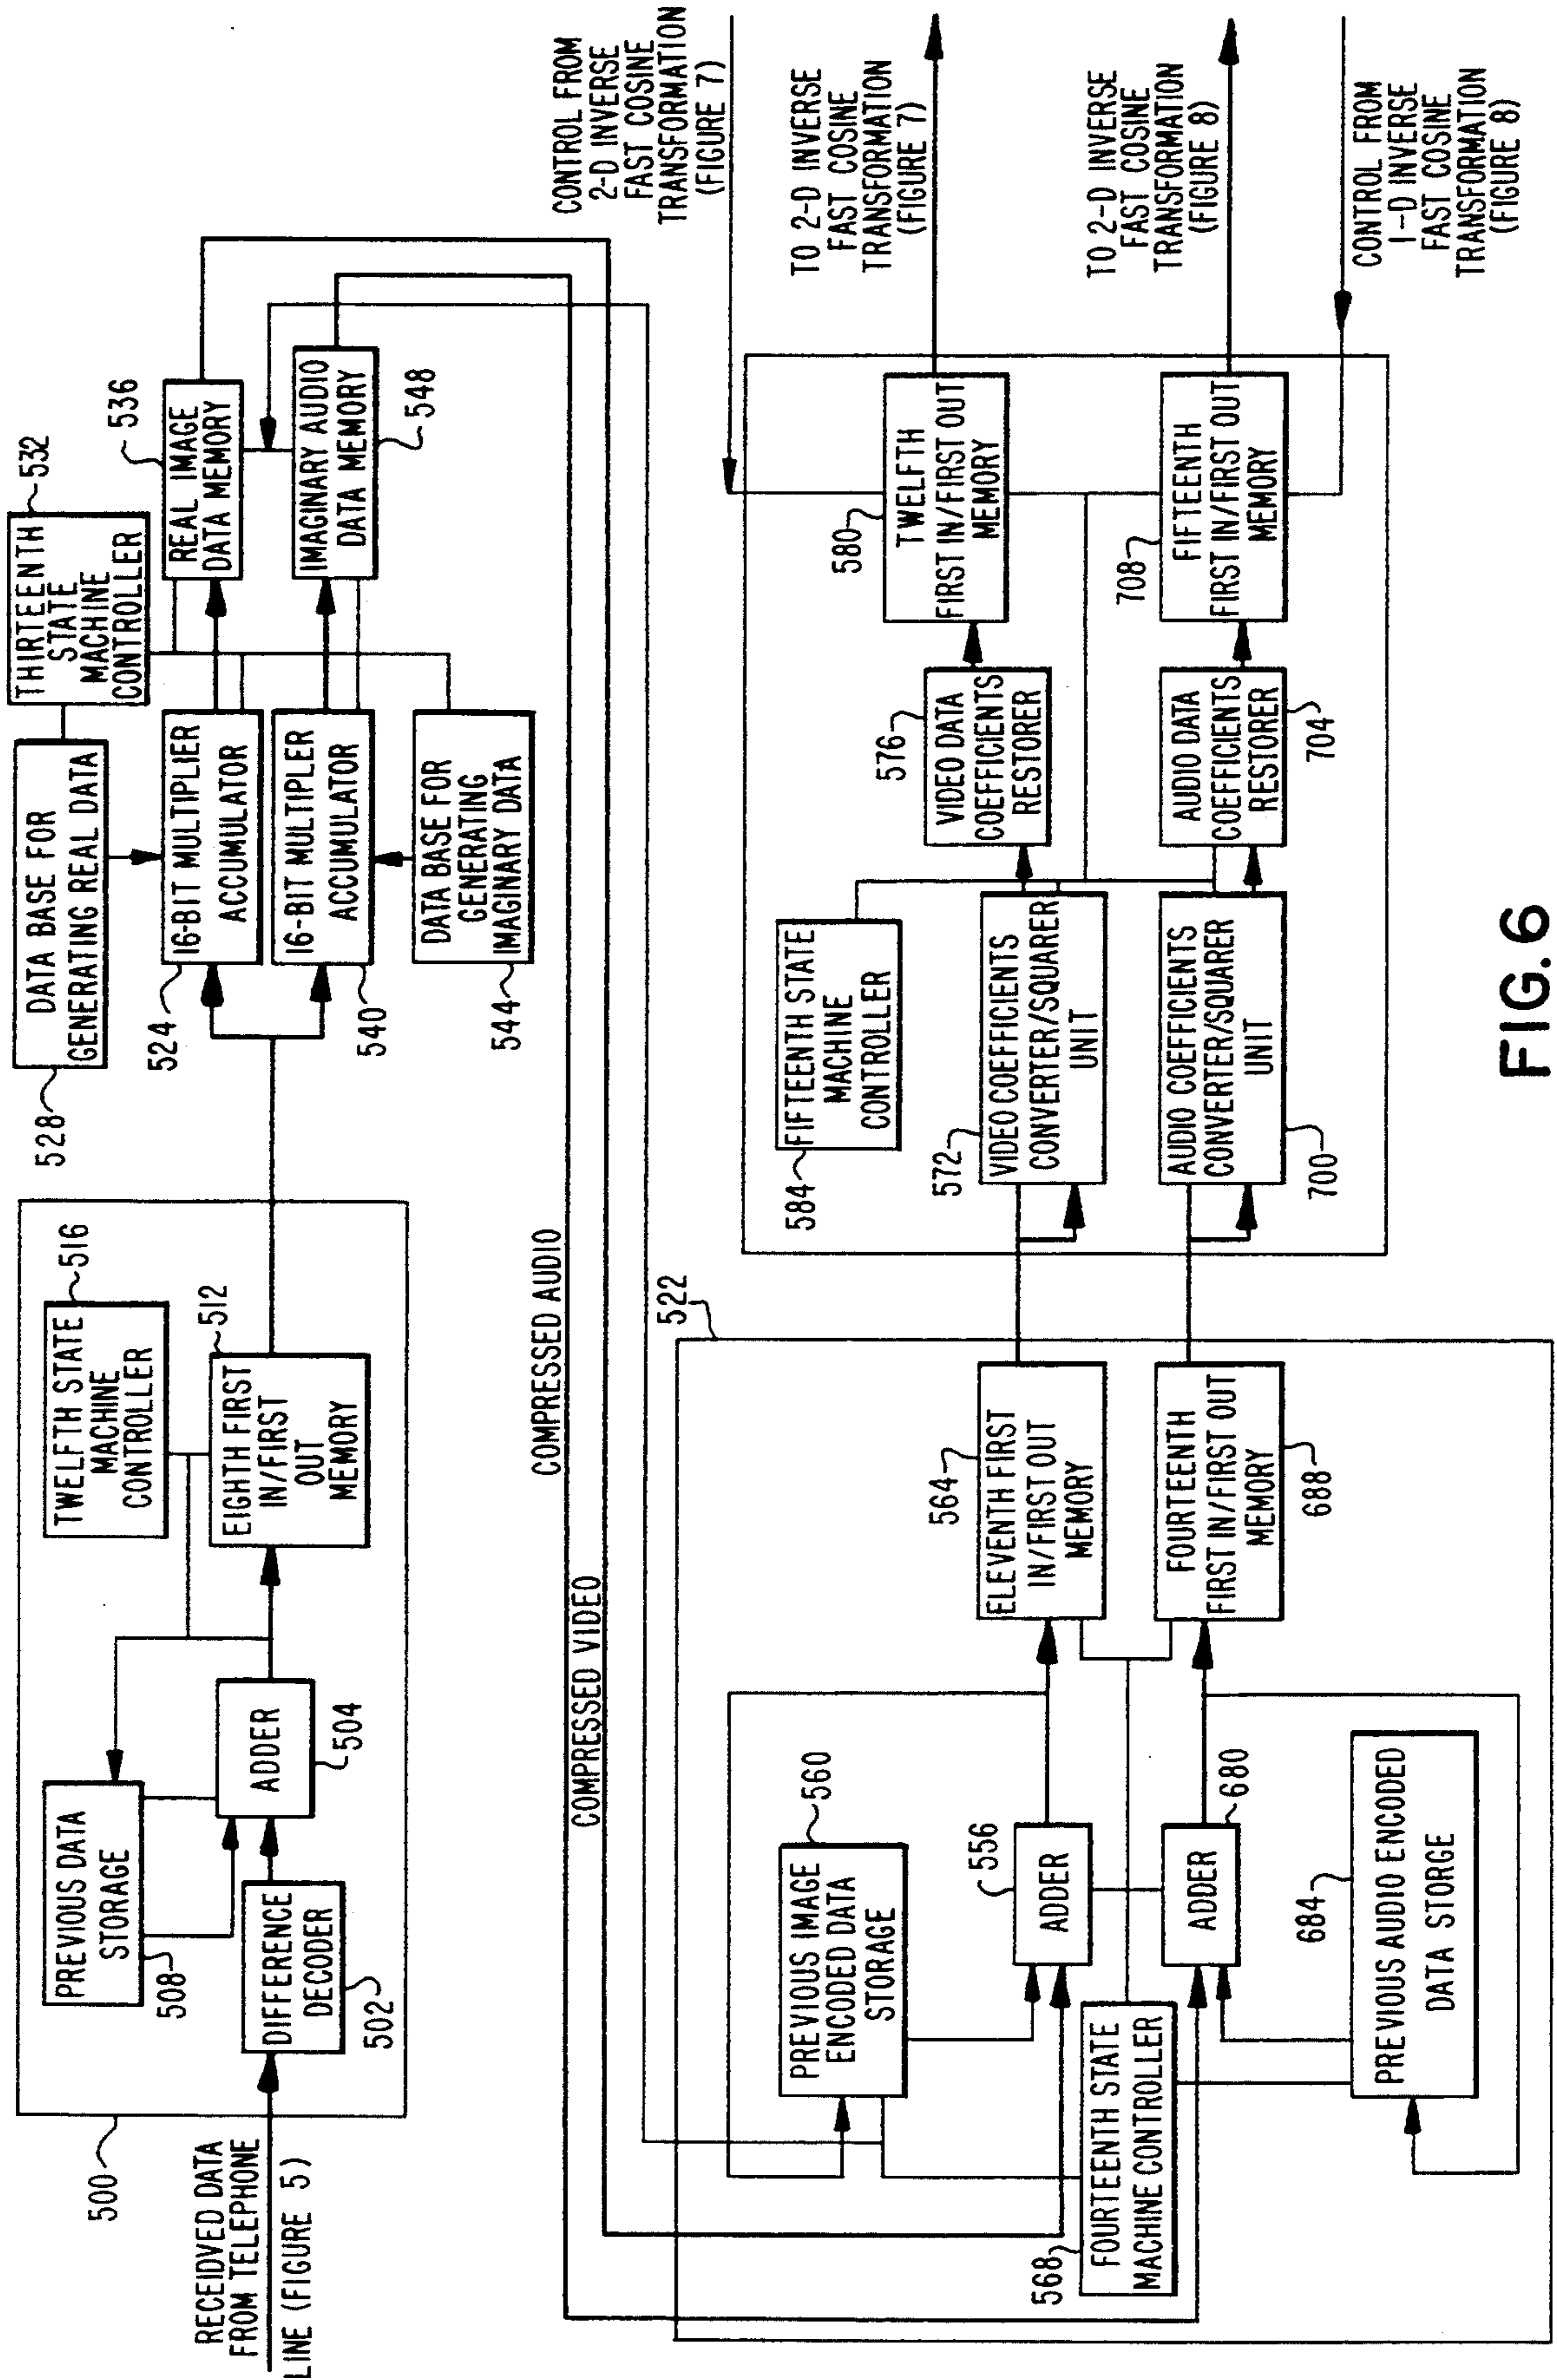 RECEIDVED DATA
FROM TELEPHONE
LINE (FIGURE 5)
500
PREVIOUS DATA
STORAGE
508
DIFFERENCE
DECODER
502
ADDER
504
TWELFTH STATE
MACHINE
CONTROLLER
516
EIGHTH FIRST
IN/FIRST
OUT
MEMORY
512
528
DATA BASE FOR
GENERATING REAL DATA
THIRTEENTH
STATE
MACHINE
CONTROLLER
532
524
16-BIT MULTIPLIER
ACCUMULATOR
16-BIT MULTIPLER
ACCUMULATOR
540
DATA BASE FOR
GENERATING
IMAGINARY DATA
544
REAL IMAGE
DATA MEMORY
536
IMAGINARY AUDIO
DATA MEMORY
548
COMPRESSED AUDIO
COMPRESSED VIDEO
522
PREVIOUS IMAGE
ENCODED DATA
STORAGE
560
556
ADDER
ADDER
680
FOURTEENTH STATE
MACHINE CONTROLLER
568
684
PREVIOUS AUDIO ENCODED
DATA STORGE
564
ELEVENTH FIRST
IN/FIRST OUT
MEMORY
FOURTEENTH
FIRST IN/FIRST OUT
MEMORY
688
584
FIFTEENTH STATE
MACHINE
CONTROLLER
572
VIDEO COEFFICIENTS
CONVERTER/SQUARER
UNIT
AUDIO COEFFICIENTS
CONVERTER/SQUARER
UNIT
700
576
VIDEO DATA
COEFFICIENTS
RESTORER
AUDIO DATA
COEFFICIENTS
RESTORER
704
580
TWELFTH
FIRST IN/FIRST OUT
MEMORY
708
FIFTEENTH
FIRST IN/FIRST OUT
MEMORY
CONTROL FROM
2-D INVERSE
FAST COSINE
TRANSFORMATION
(FIGURE 7)
TO 2-D INVERSE
FAST COSINE
TRANSFORMATION
(FIGURE 7)
TO 2-D INVERSE
FAST COSINE
TRANSFORMATION
(FIGURE 8)
CONTROL FROM
1-D INVERSE
FAST COSINE
TRANSFORMATION
(FIGURE 8)
FIG. 6